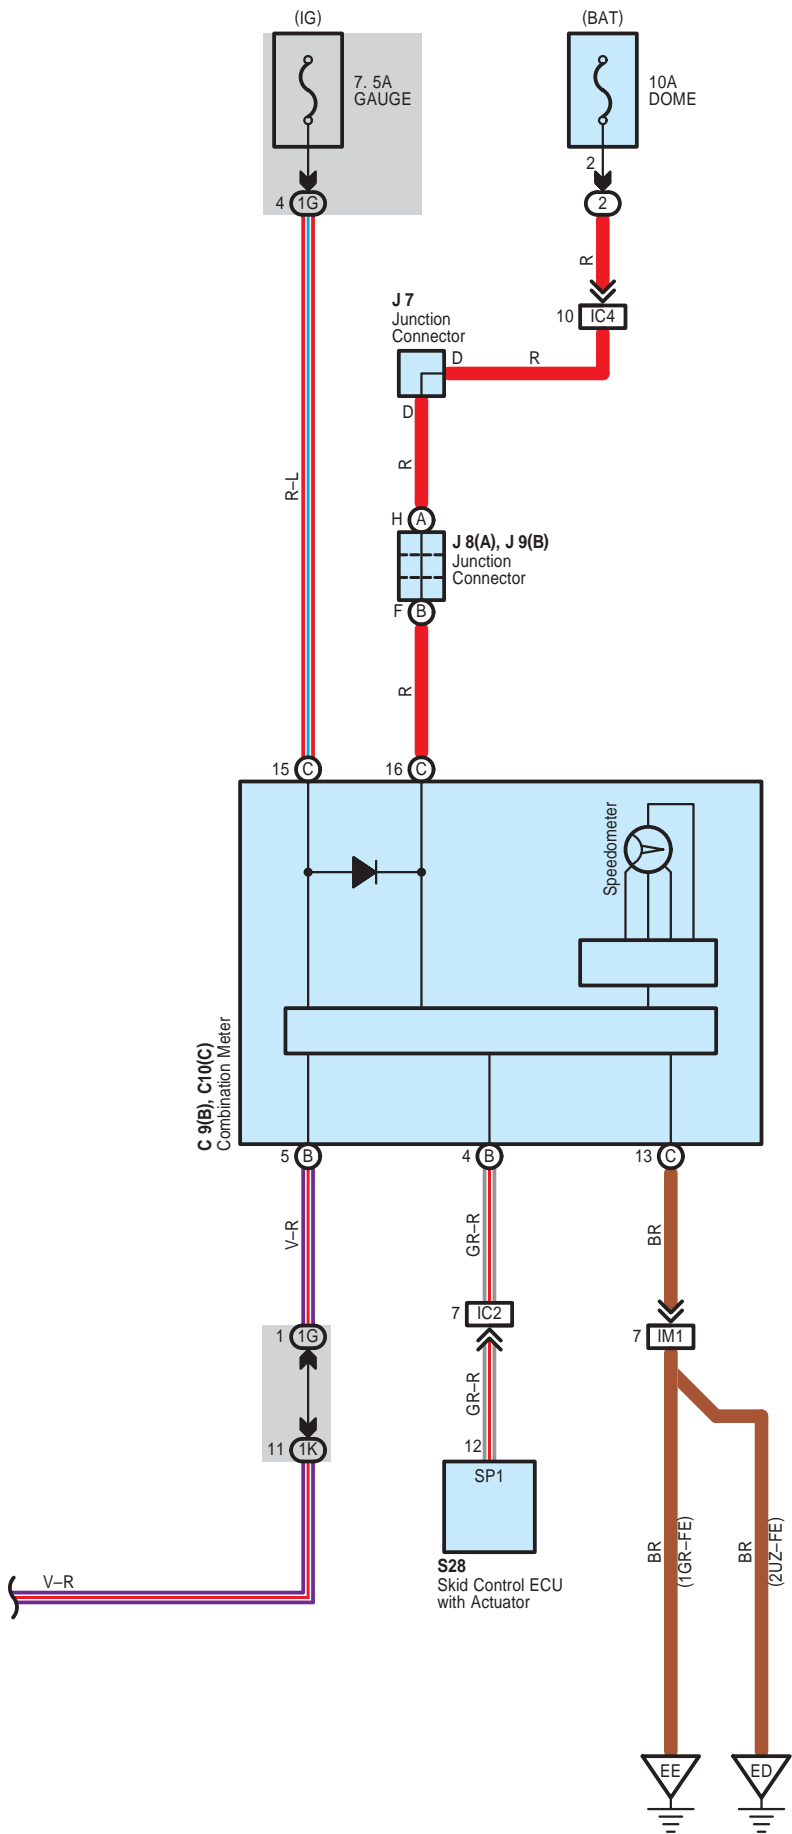 (IG)
(BAT)
7. 5A
GAUGE
10A
DOME
2
4 1G
2
R
J 7
Junction
Connector
10 IC4
D
R
D
R
R–L
H A
J 8(A), J 9(B)
Junction
Connector
F B
R
15 C
16 C
Speedometer
C 9(B), C10(C)
Combination Meter
5 B
4 B
13 C
V–R
GR–R
BR
7 IC2
1 1G
7 IM1
GR–R
11 1K
12
SP1
BR
(1GR–FE)
BR
(2UZ–FE)
S28
Skid Control ECU
with Actuator
V–R
EE
ED